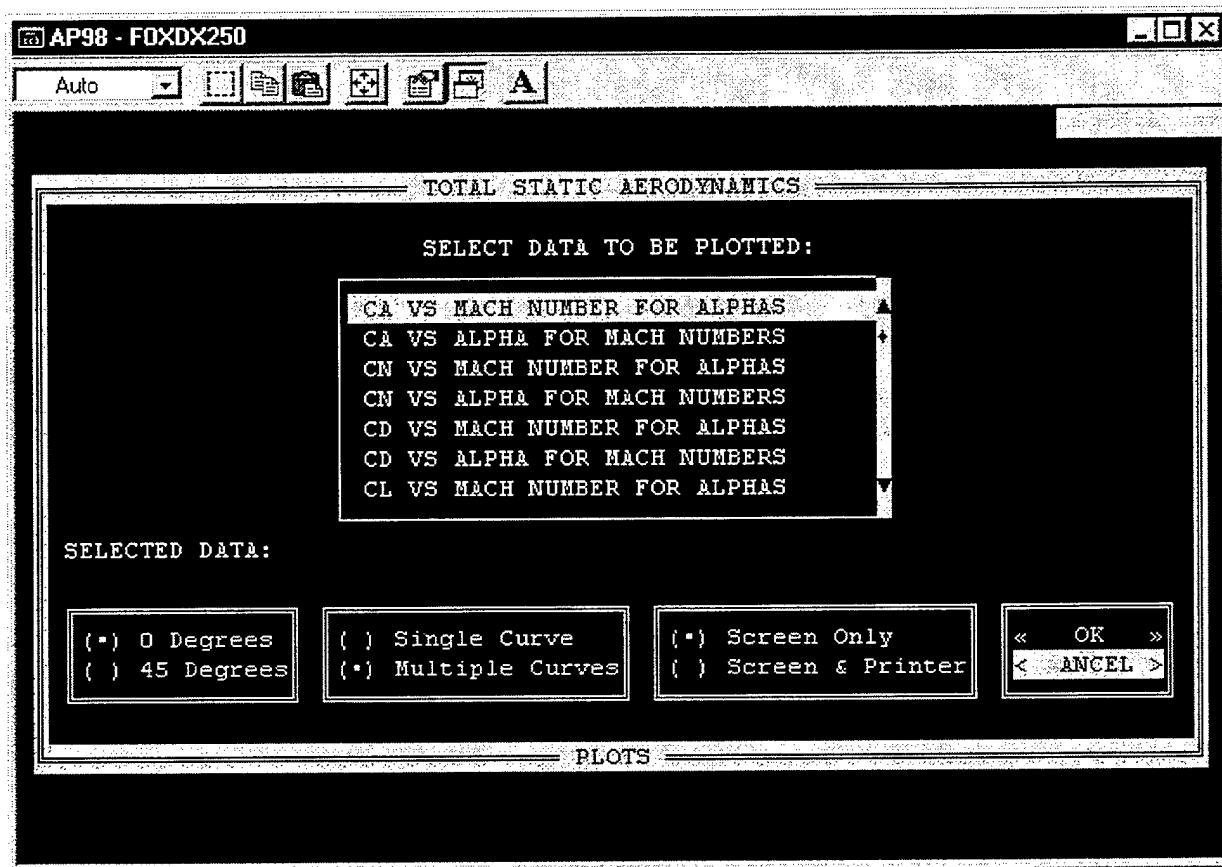 AP98 - FOXDX250
Auto
A
TOTAL STATIC AERODYNAMICS
SELECT DATA TO BE PLOTTED:
CA VS MACH NUMBER FOR ALPHAS
CA VS ALPHA FOR MACH NUMBERS
CN VS MACH NUMBER FOR ALPHAS
CN VS ALPHA FOR MACH NUMBERS
CD VS MACH NUMBER FOR ALPHAS
CD VS ALPHA FOR MACH NUMBERS
CL VS MACH NUMBER FOR ALPHAS
SELECTED DATA:
(•) 0 Degrees
( ) 45 Degrees
( ) Single Curve
(•) Multiple Curves
(•) Screen Only
( ) Screen & Printer
« OK »
< ANCEL >
PLOTS